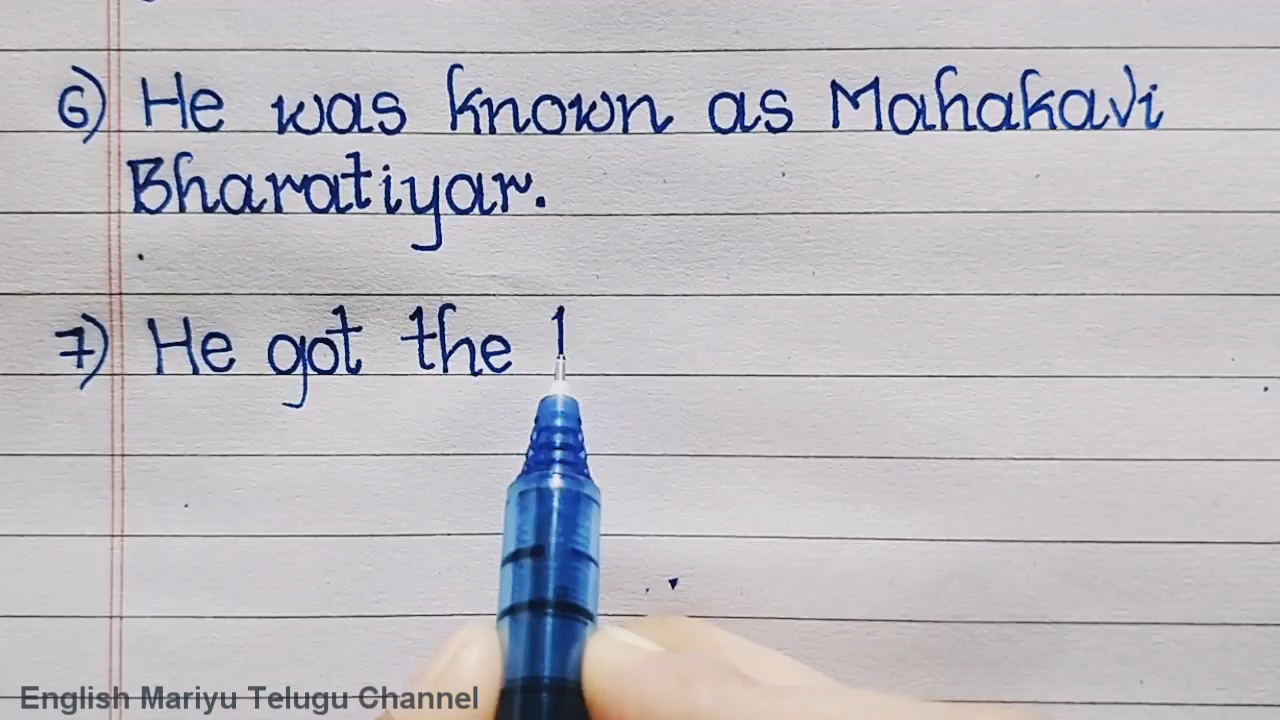 6) He was known as Mahakavi
Bharatiyar.
7) He got the
English Mariyu Telugu Channel